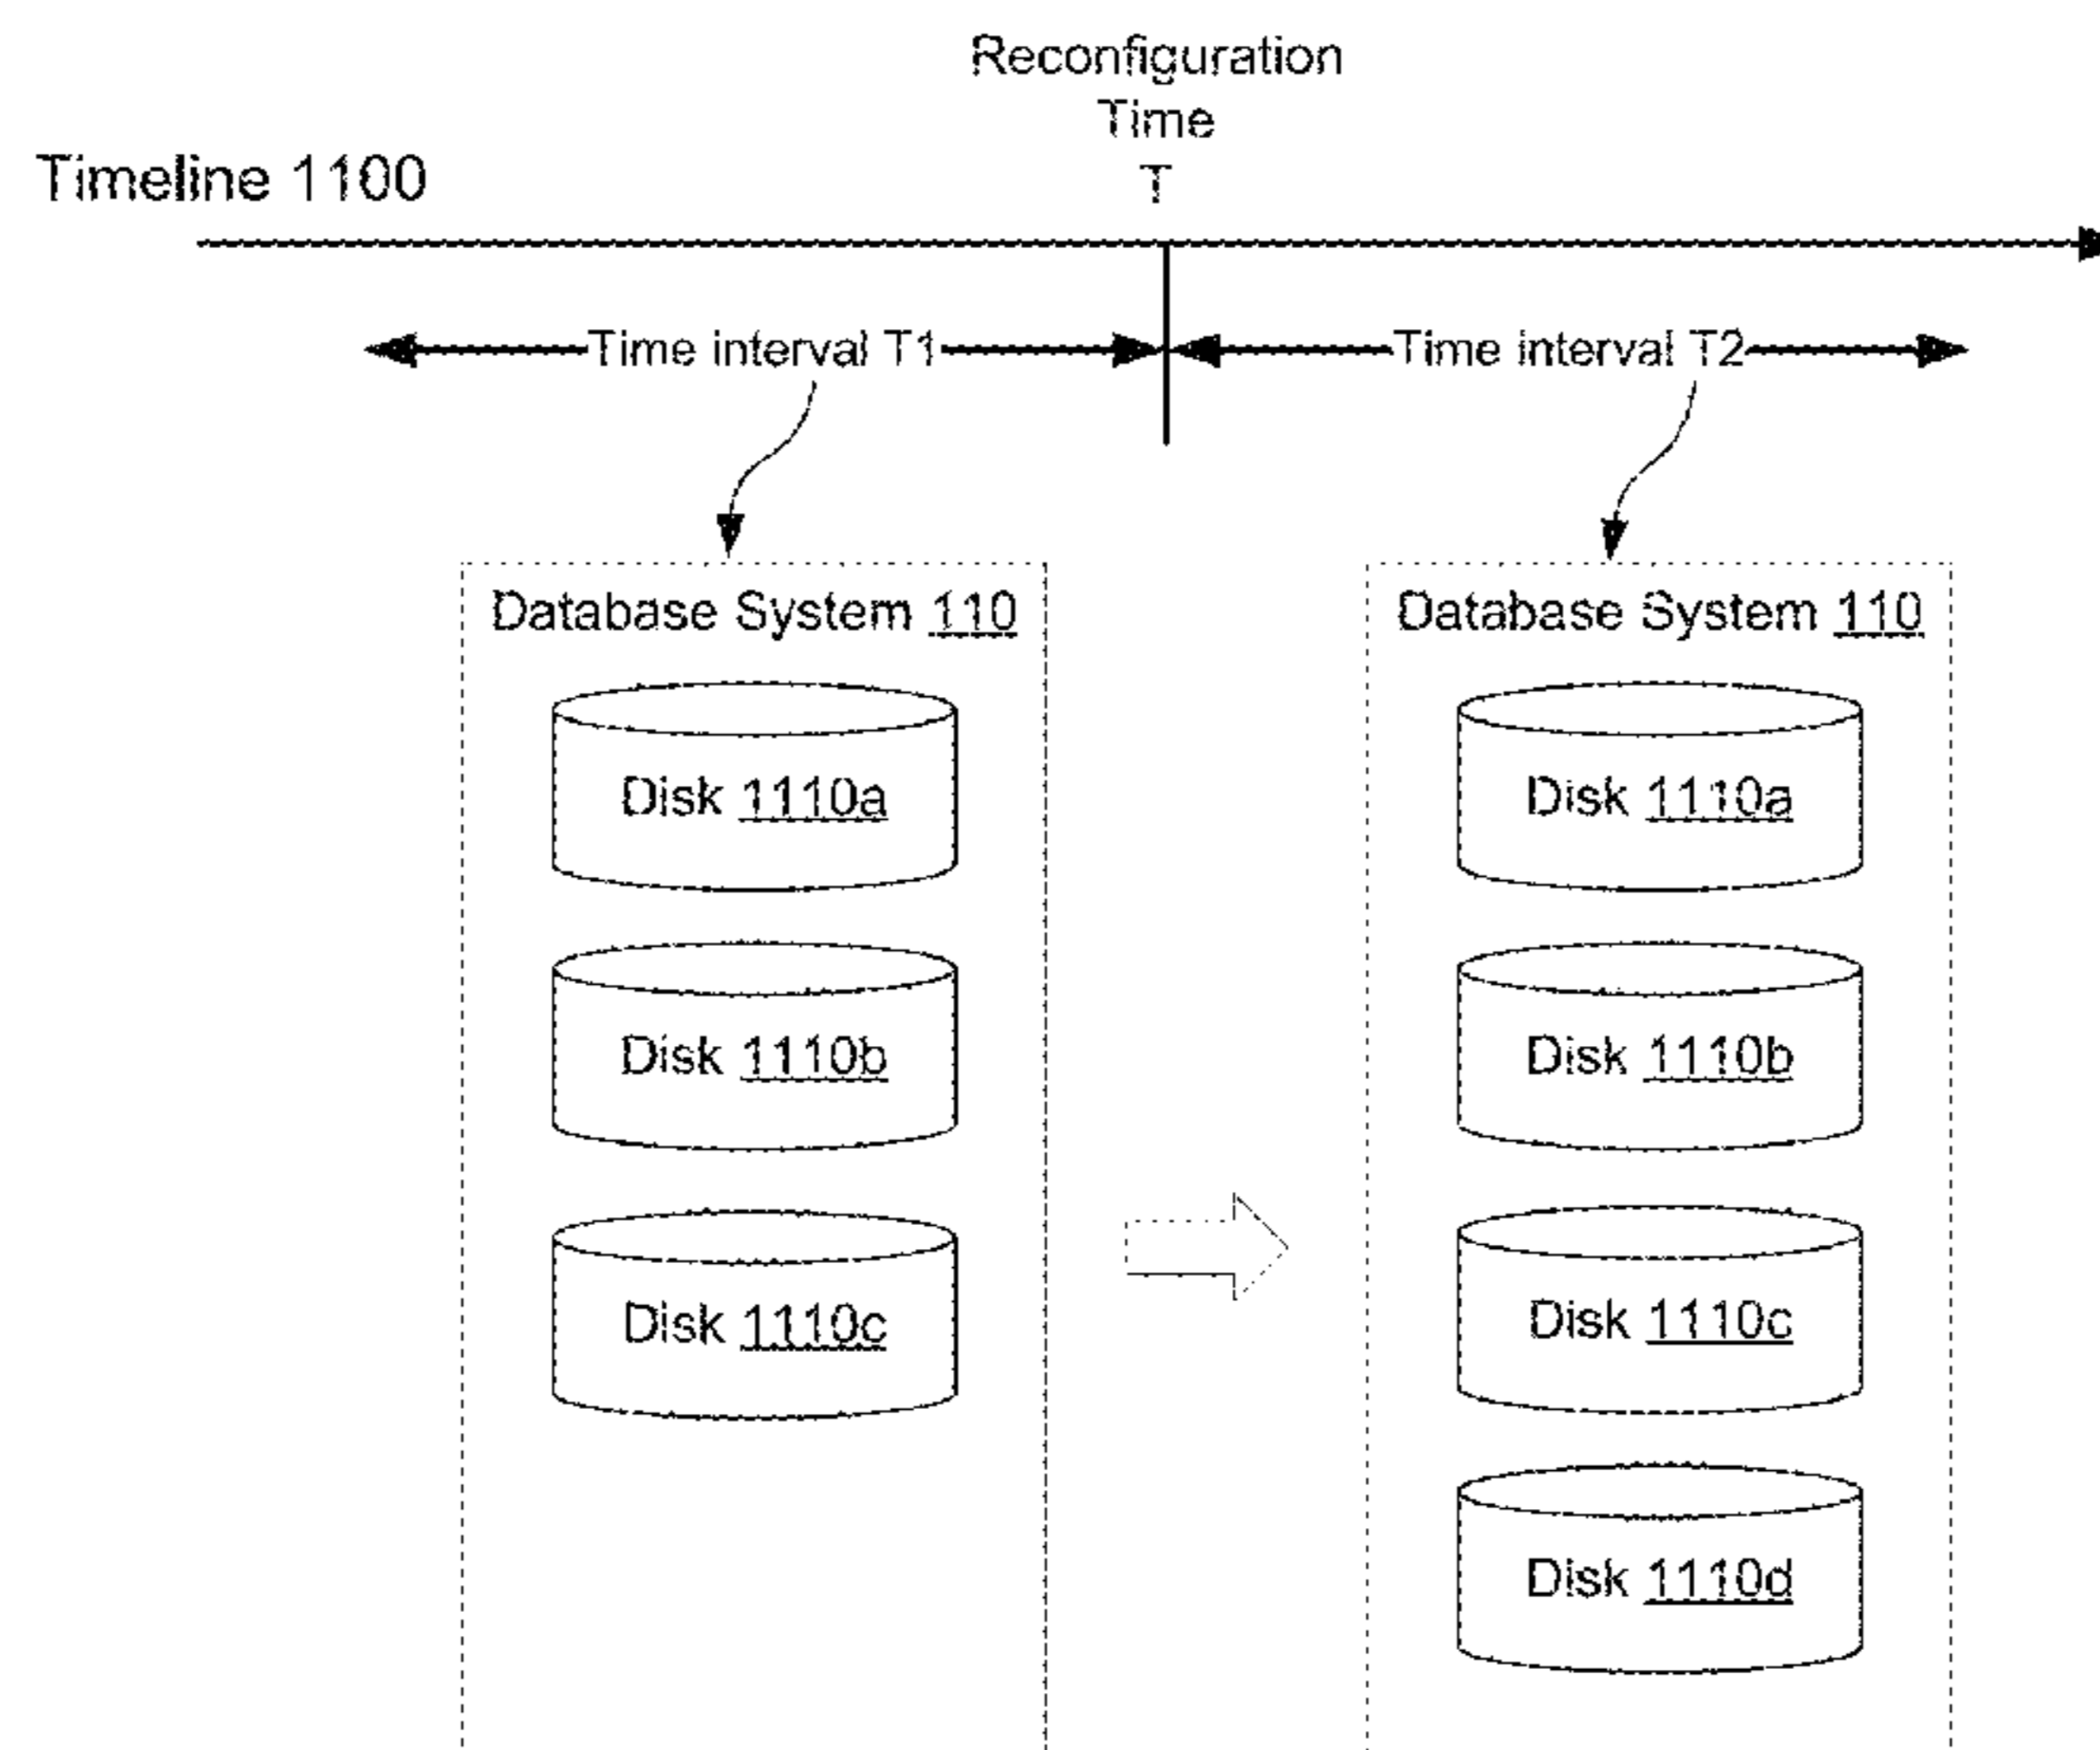 Reconfiguration
Time
T
Timeline 1100
Time interval T1
Time interval T2
Database System 110
Disk 1110a
Disk 1110b
Disk 1110c
Database System 110
Disk 1110a
Disk 1110b
Disk 1110c
Disk 1110d